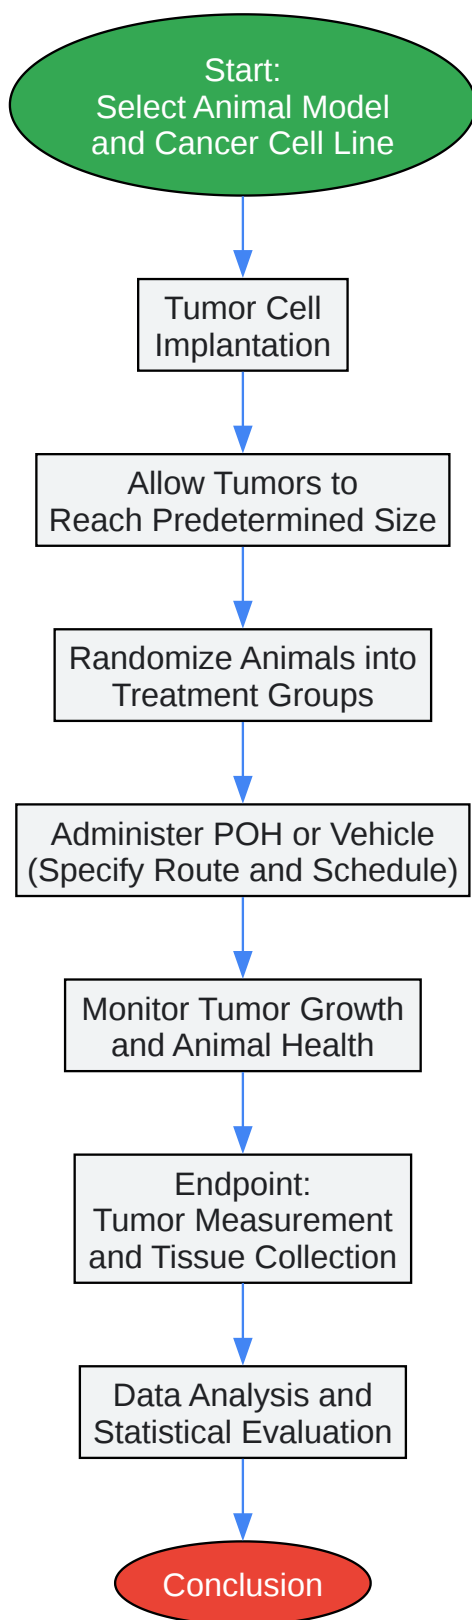 Start:
Select Animal Model
and Cancer Cell Line
Tumor Cell
Implantation
Allow Tumors to
Reach Predetermined Size
Randomize Animals into
Treatment Groups
Administer POH or Vehicle
(Specify Route and Schedule)
Monitor Tumor Growth
and Animal Health
Endpoint:
Tumor Measurement
and Tissue Collection
Data Analysis and
Statistical Evaluation
Conclusion